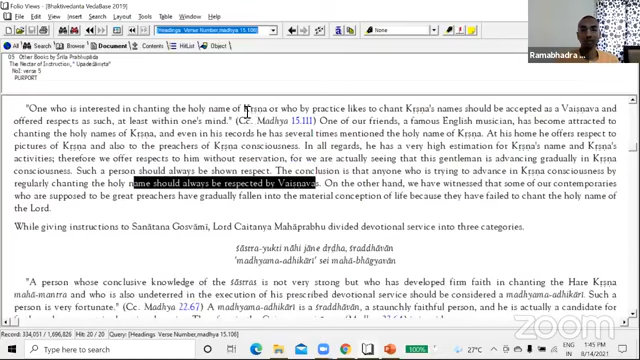 Folio Views - [Bhaktivedanta VedaBase 2019]
File Edit View Search Layout Tools Window Help
[Headings Verse Number,madhya 15.106]
All Browse Search Document Contents Hit List Object
05 Other Books by Śrīla Prabhupāda
The Nectar of Instruction, "Upadeśāmṛta"
NoI: verse 5
PURPORT
Ramabhadra ...
"One who is interested in chanting the holy name of Kṛṣṇa or who by practice likes to chant Kṛṣṇa's names should be accepted as a Vaiṣṇava and
offered respects as such, at least within one's mind." (Cc. Madhya 15.111) One of our friends, a famous English musician, has become attracted to
chanting the holy names of Kṛṣṇa, and even in his records he has several times mentioned the holy name of Kṛṣṇa. At his home he offers respect to
pictures of Kṛṣṇa and also to the preachers of Kṛṣṇa consciousness. In all regards, he has a very high estimation for Kṛṣṇa's name and Kṛṣṇa's
activities; therefore we offer respects to him without reservation, for we are actually seeing that this gentleman is advancing gradually in Kṛṣṇa
consciousness. Such a person should always be shown respect. The conclusion is that anyone who is trying to advance in Kṛṣṇa consciousness by
regularly chanting the holy name should always be respected by Vaiṣṇavas. On the other hand, we have witnessed that some of our contemporaries
who are supposed to be great preachers have gradually fallen into the material conception of life because they have failed to chant the holy name of
the Lord.
While giving instructions to Sanātana Gosvāmī, Lord Caitanya Mahāprabhu divided devotional service into three categories.
śāstra-yukti nāhi jāne dṛḍha, śraddhāvān
'madhyama-adhikārī' sei mahā-bhāgyavān
"A person whose conclusive knowledge of the śāstras is not very strong but who has developed firm faith in chanting the Hare Kṛṣṇa
mahā-mantra and who is also undeterred in the execution of his prescribed devotional service should be considered a madhyama-adhikārī. Such a
person is very fortunate." (Cc. Madhya 22.67) A madhyama-adhikārī is a śraddhāvān, a staunchly faithful person, and he is actually a candidate for
Record: 334,051 / 1,696,826 Hit: 20 / 20 Query:[Headings Verse Number,madhya 15.106]
zoom
100% 27°C ENG IN 1:45 PM 8/14/2021